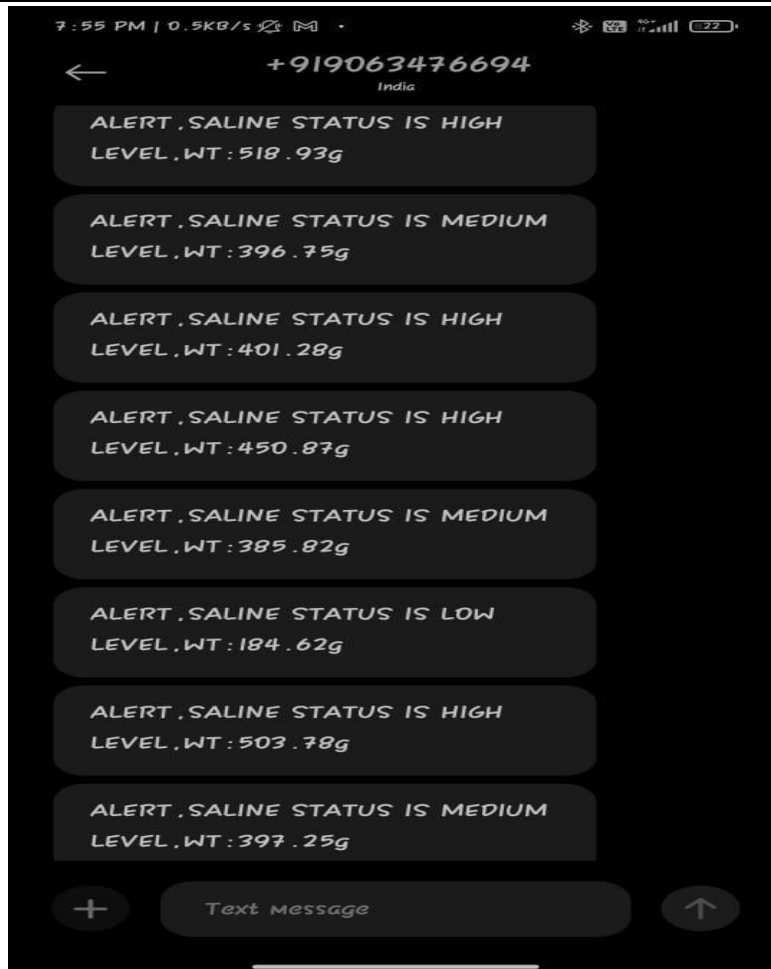 7:55 PM | 0.5KB/s
Vo LTE 4G+ 22
+919063476694
India
ALERT,SALINE STATUS IS HIGH
LEVEL,WT:518.93g
ALERT,SALINE STATUS IS MEDIUM
LEVEL,WT:396.75g
ALERT,SALINE STATUS IS HIGH
LEVEL,WT:401.28g
ALERT,SALINE STATUS IS HIGH
LEVEL,WT:450.87g
ALERT,SALINE STATUS IS MEDIUM
LEVEL,WT:385.82g
ALERT,SALINE STATUS IS LOW
LEVEL,WT:184.62g
ALERT,SALINE STATUS IS HIGH
LEVEL,WT:503.78g
ALERT,SALINE STATUS IS MEDIUM
LEVEL,WT:397.25g
Text Message